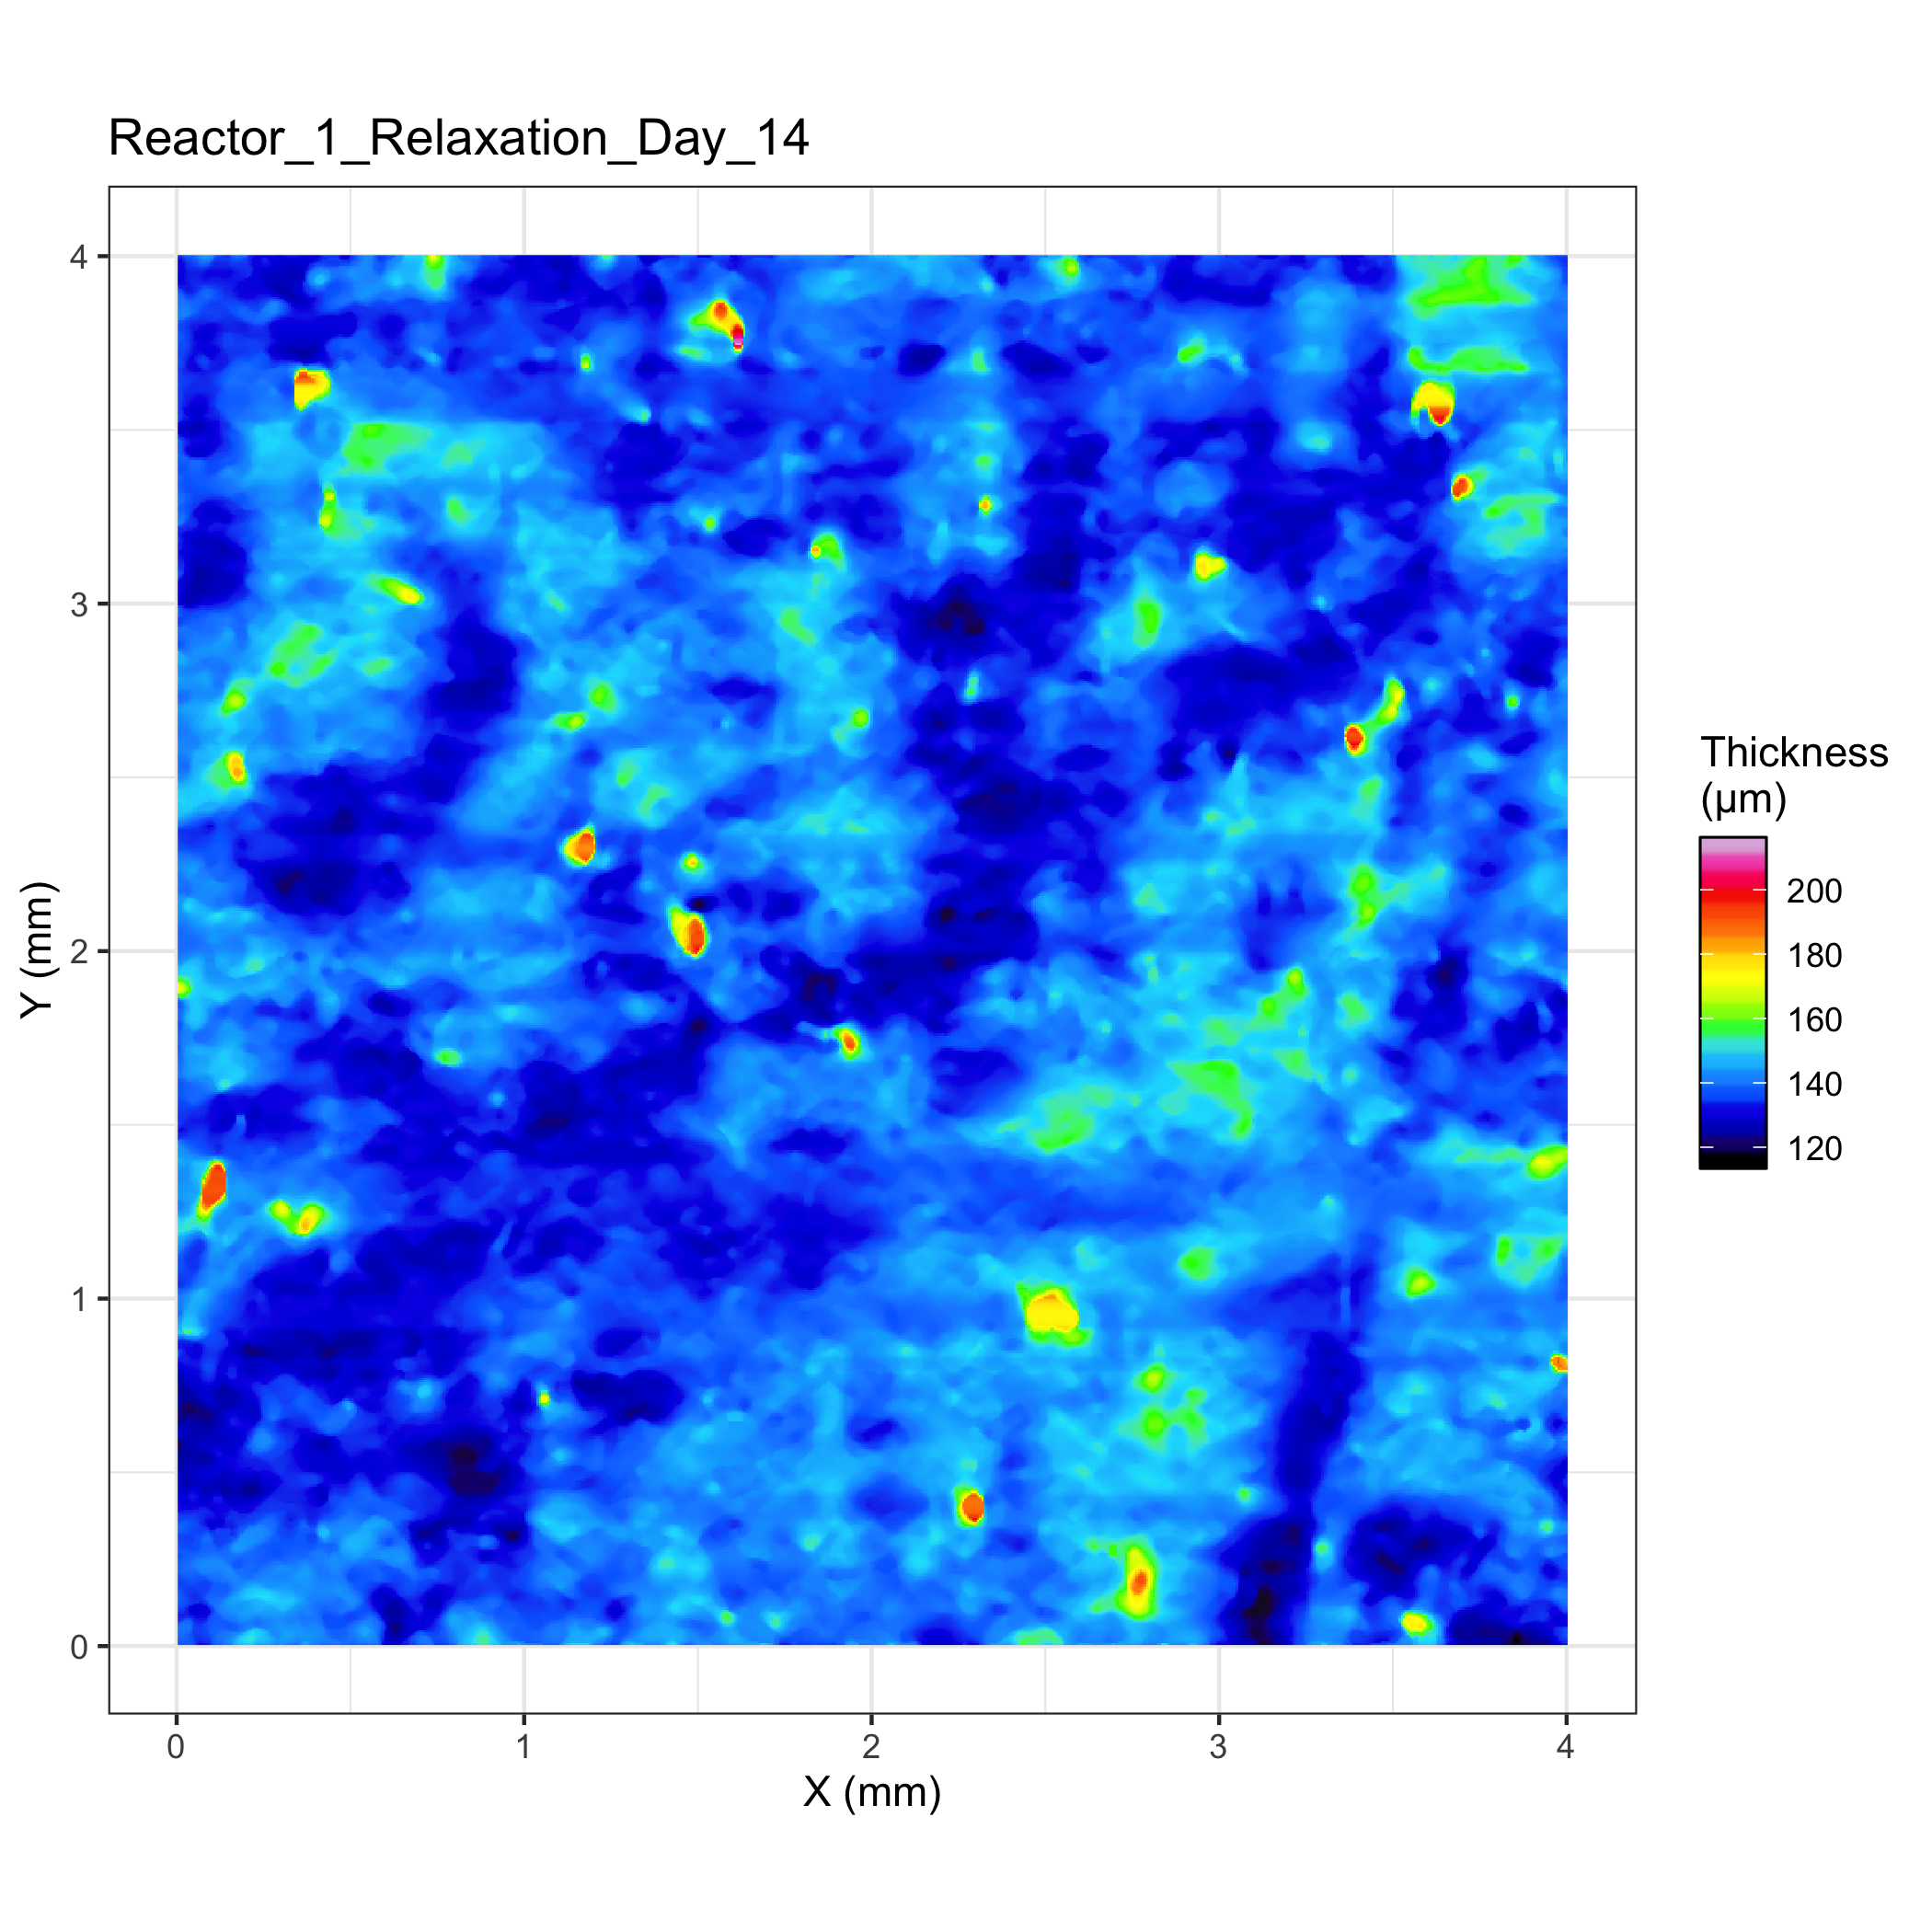 Reactor_1_Relaxation_Day_14
4
3
2
1
0
Y (mm)
0 1 2 3 4
X (mm)
Thickness
(μm)
200
180
160
140
120